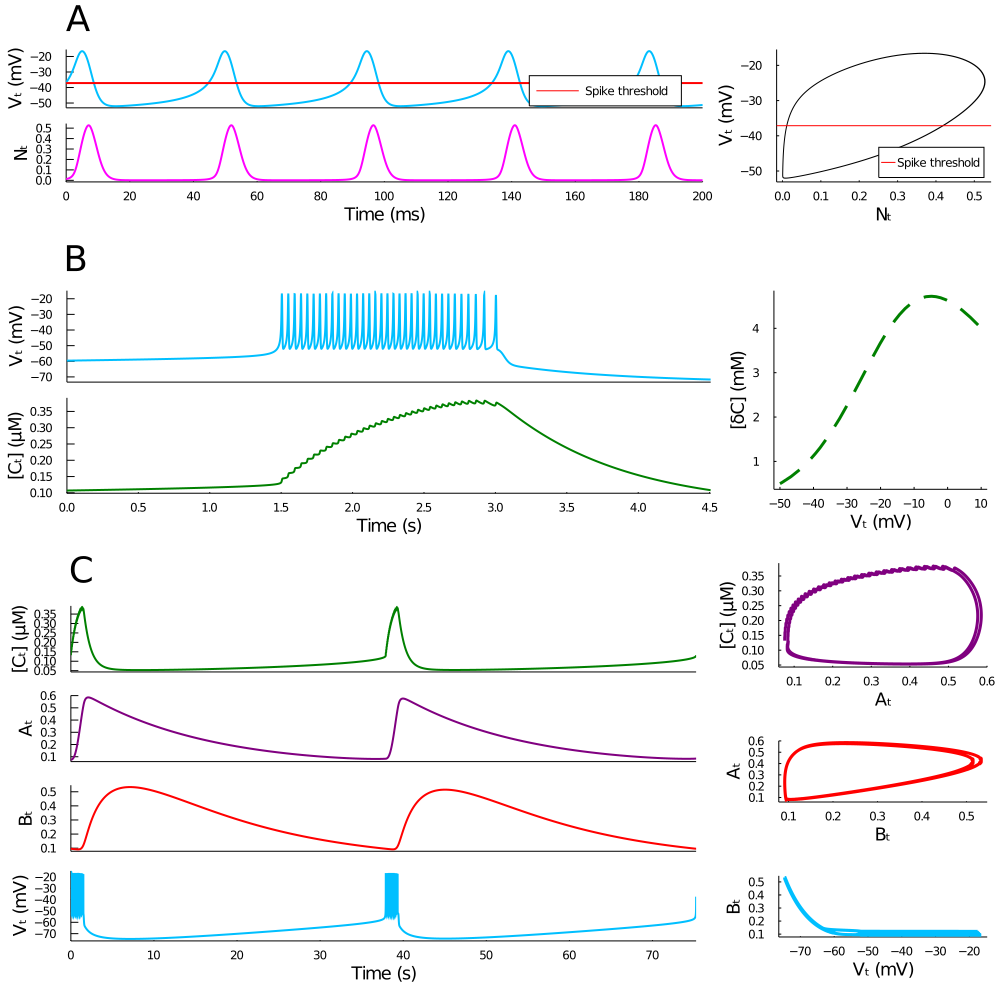 A
Vₜ (mV)
−20
−30
−40
−50
Spike threshold
Nₜ
0.5
0.4
0.3
0.2
0.1
0.0
0 20 40 60 80 100 120 140 160 180 200
Time (ms)
Vₜ (mV)
−20
−30
−40
−50
Spike threshold
0.0 0.1 0.2 0.3 0.4 0.5
Nₜ
B
Vₜ (mV)
−20
−30
−40
−50
−60
−70
[Cₜ] (μM)
0.35
0.30
0.25
0.20
0.15
0.10
0.0 0.5 1.0 1.5 2.0 2.5 3.0 3.5 4.0 4.5
Time (s)
[δC] (mM)
4
3
2
1
−50 −40 −30 −20 −10 0 10
Vₜ (mV)
C
[Cₜ] (μM)
0.35
0.30
0.25
0.20
0.15
0.10
0.05
Aₜ
0.6
0.5
0.4
0.3
0.2
0.1
Bₜ
0.5
0.4
0.3
0.2
0.1
Vₜ (mV)
−20
−30
−40
−50
−60
−70
0 10 20 30 40 50 60 70
Time (s)
[Cₜ] (μM)
0.35
0.30
0.25
0.20
0.15
0.10
0.05
0.1 0.2 0.3 0.4 0.5 0.6
Aₜ
Aₜ
0.6
0.5
0.4
0.3
0.2
0.1
0.1 0.2 0.3 0.4 0.5
Bₜ
Bₜ
0.5
0.4
0.3
0.2
0.1
−70 −60 −50 −40 −30 −20
Vₜ (mV)